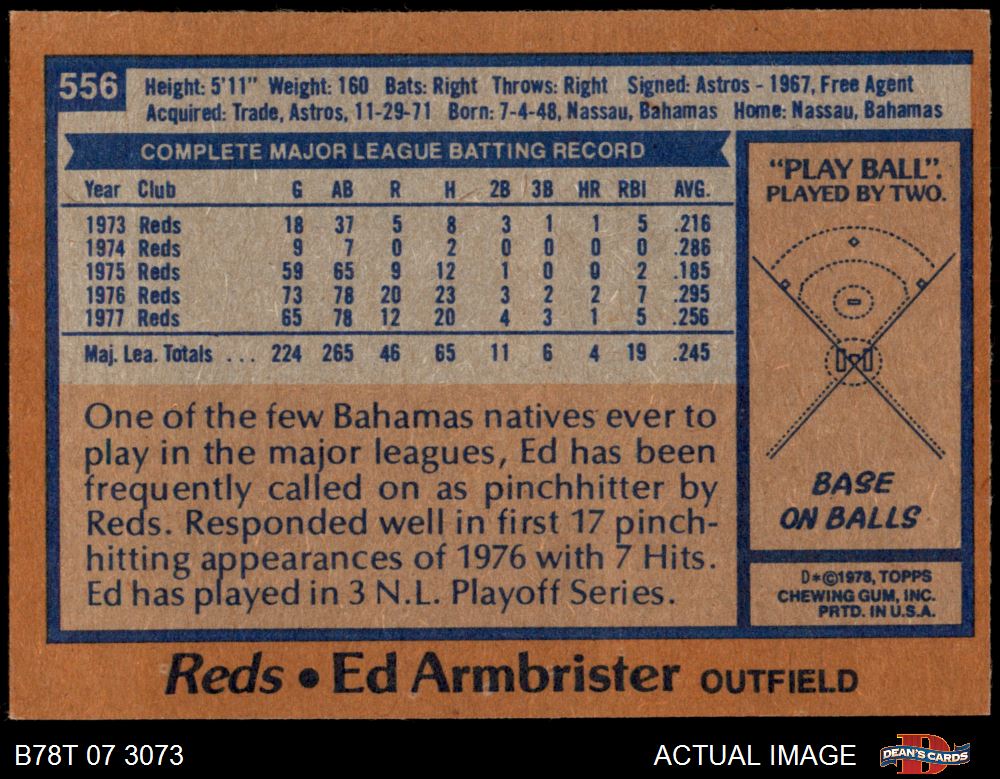 556
Height: 5'11" Weight: 160 Bats: Right Throws: Right Signed: Astros - 1967, Free Agent
Acquired: Trade, Astros, 11-29-71 Born: 7-4-48, Nassau, Bahamas Home: Nassau, Bahamas
COMPLETE MAJOR LEAGUE BATTING RECORD
Year Club G AB R H 2B 3B HR RBI AVG.
1973 Reds 18 37 5 8 3 1 1 5 .216
1974 Reds 9 7 0 2 0 0 0 0 .286
1975 Reds 59 65 9 12 1 0 0 2 .185
1976 Reds 73 78 20 23 3 2 2 7 .295
1977 Reds 65 78 12 20 4 3 1 5 .256
Maj. Lea. Totals ... 224 265 46 65 11 6 4 19 .245
One of the few Bahamas natives ever to
play in the major leagues, Ed has been
frequently called on as pinchhitter by
Reds. Responded well in first 17 pinch-
hitting appearances of 1976 with 7 Hits.
Ed has played in 3 N.L. Playoff Series.
"PLAY BALL".
PLAYED BY TWO.
BASE
ON BALLS
D*©1978, TOPPS
CHEWING GUM, INC.
PRTD. IN U.S.A.
Reds • Ed Armbrister OUTFIELD
B78T 07 3073
ACTUAL IMAGE
DEAN'S CARDS